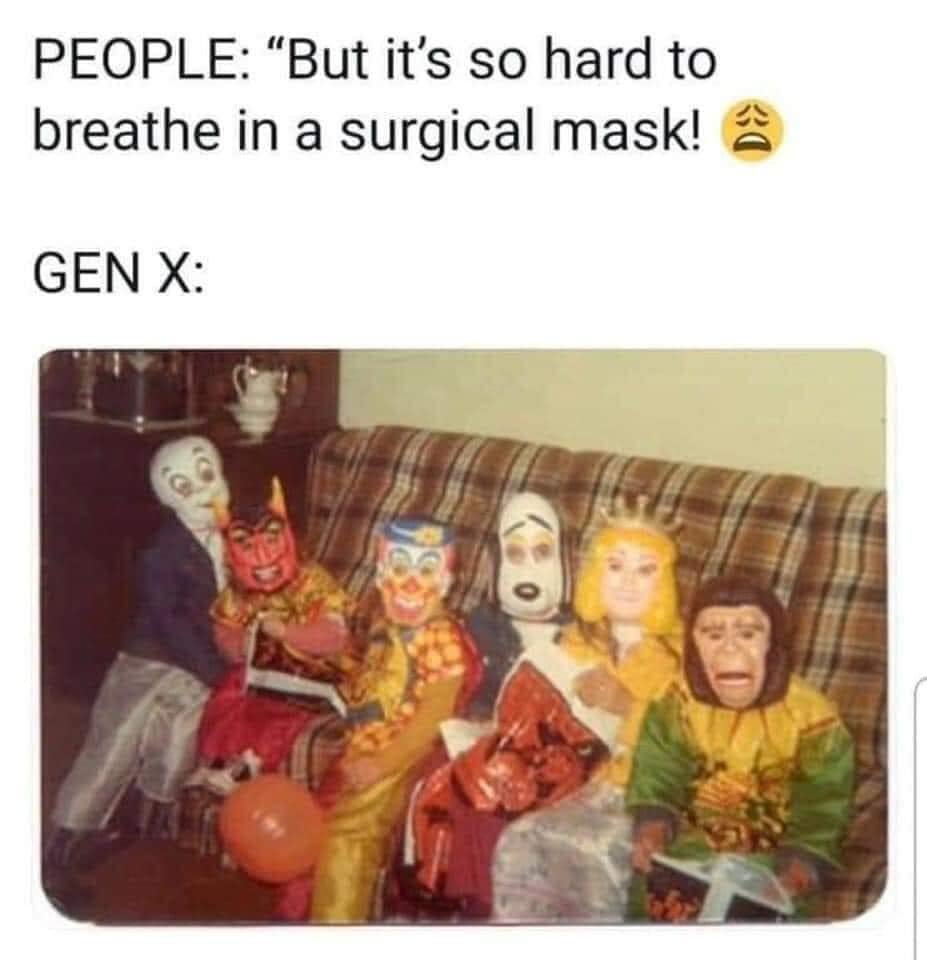 PEOPLE: “But it’s so hard to
breathe in a surgical mask! 😩
GEN X: